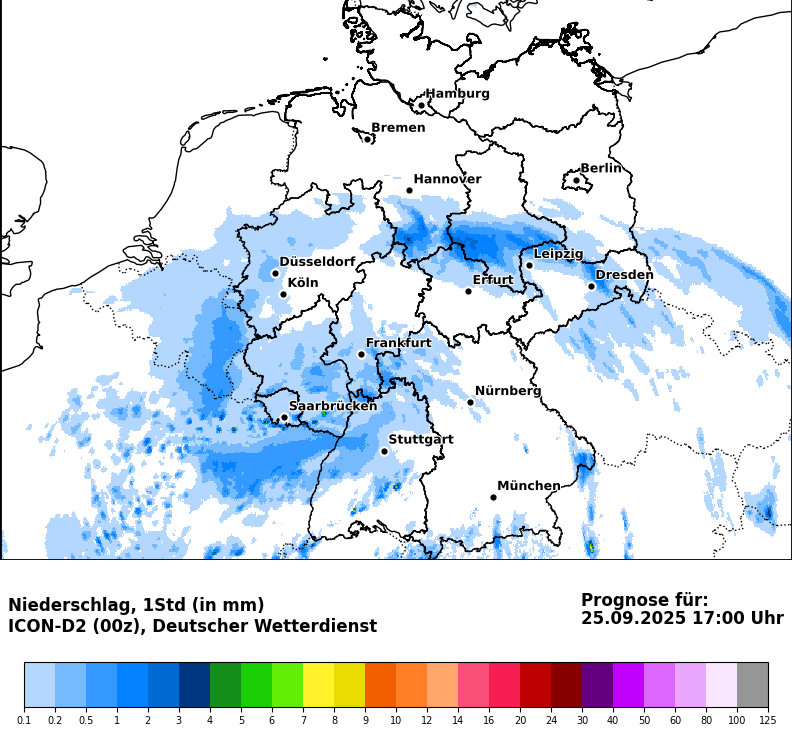 Hamburg
Bremen
Berlin
Hannover
Leipzig
Düsseldorf
Dresden
Erfurt
Köln
Frankfurt
Nürnberg
Saarbrücken
Stuttgart
München
Niederschlag, 1Std (in mm)
ICON-D2 (00z), Deutscher Wetterdienst
Prognose für:
25.09.2025 17:00 Uhr
0.1 0.2 0.5 1 2 3 4 5 6 7 8 9 10 12 14 16 20 24 30 40 50 60 80 100 125